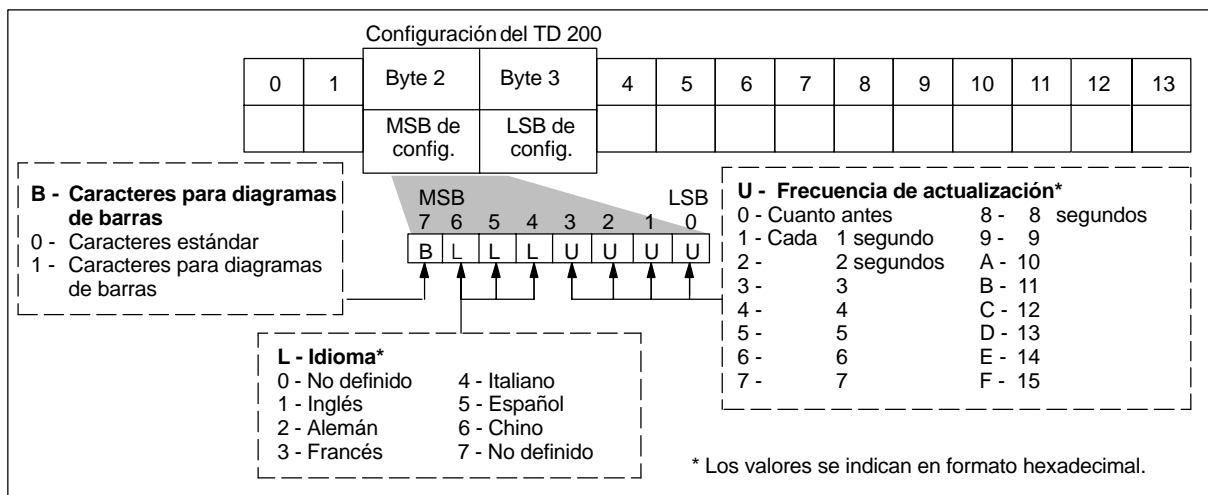 Configuración del TD 200
0 1 Byte 2 Byte 3 4 5 6 7 8 9 10 11 12 13
MSB de config. LSB de config.
MSB LSB
7 6 5 4 3 2 1 0
B L L L U U U U
B - Caracteres para diagramas
de barras
0 - Caracteres estándar
1 - Caracteres para diagramas
de barras
L - Idioma*
0 - No definido 4 - Italiano
1 - Inglés 5 - Español
2 - Alemán 6 - Chino
3 - Francés 7 - No definido
U - Frecuencia de actualización*
0 - Cuanto antes 8 - 8 segundos
1 - Cada 1 segundo 9 - 9
2 - 2 segundos A - 10
3 - 3 B - 11
4 - 4 C - 12
5 - 5 D - 13
6 - 6 E - 14
7 - 7 F - 15
* Los valores se indican en formato hexadecimal.